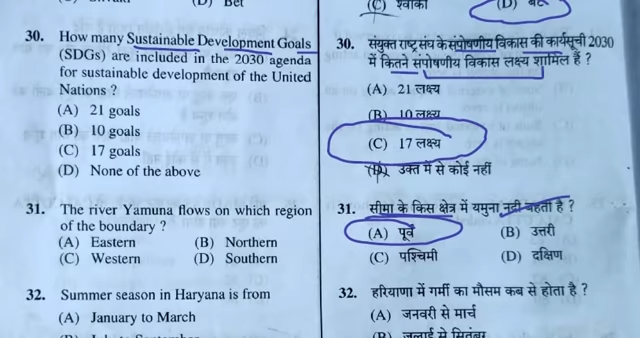 (D) Bel
(C) श्वाका
30. How many Sustainable Development Goals
(SDGs) are included in the 2030 agenda
for sustainable development of the United
Nations ?
(A) 21 goals
(B) 10 goals
(C) 17 goals
(D) None of the above
31. The river Yamuna flows on which region
of the boundary ?
(A) Eastern (B) Northern
(C) Western (D) Southern
32. Summer season in Haryana is from
(A) January to March
30. संयुक्त राष्ट्र संघ के संपोषणीय विकास की कार्यसूची 2030
में कितने संपोषणीय विकास लक्ष्य शामिल हैं ?
(A) 21 लक्ष्य
(B) 10 लक्ष्य
(C) 17 लक्ष्य
(D) उक्त में से कोई नहीं
31. सीमा के किस क्षेत्र में यमुना नदी बहती है ?
(A) पूर्व (B) उत्तरी
(C) पश्चिमी (D) दक्षिण
32. हरियाणा में गर्मी का मौसम कब से होता है ?
(A) जनवरी से मार्च
(B) जुलाई से सितंबर